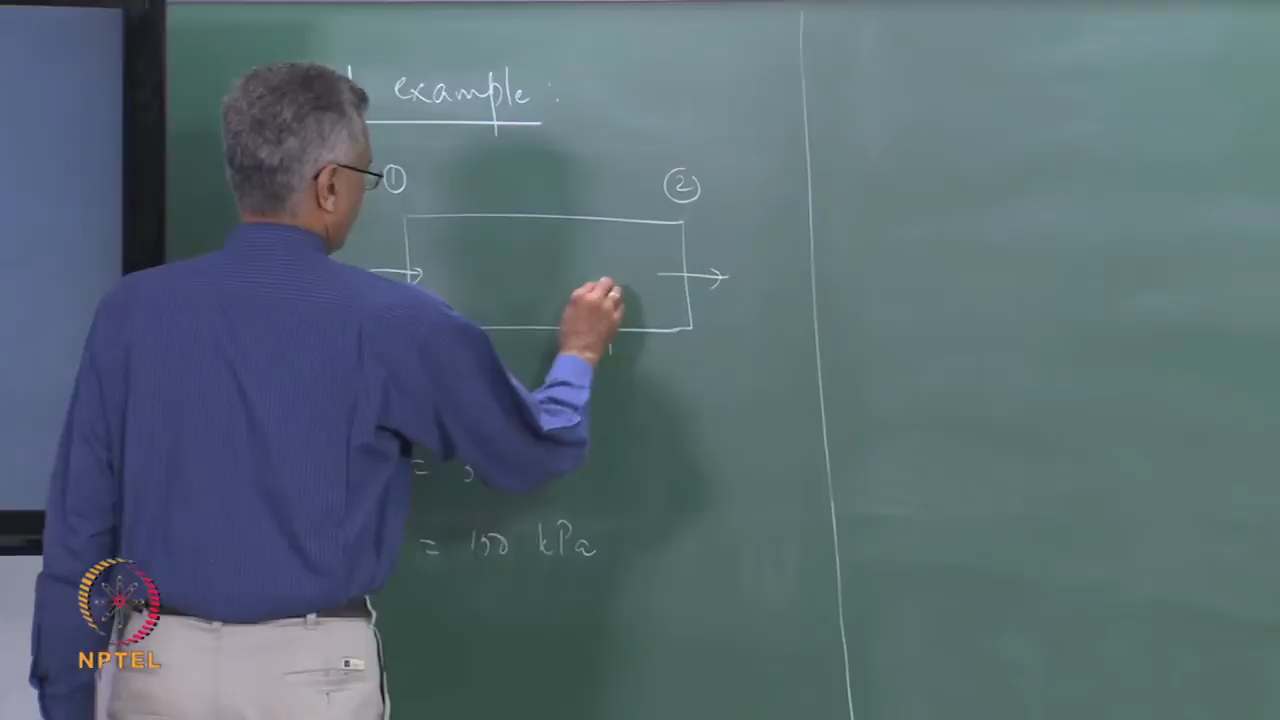 example:
① ②
=
= 150 kPa
NPTEL